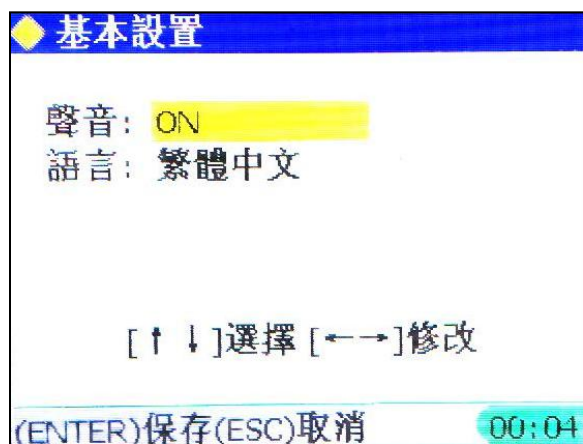 基本設置
聲音: ON
語言: 繁體中文
[↑ ↓]選擇 [←→]修改
(ENTER)保存(ESC)取消 00:04